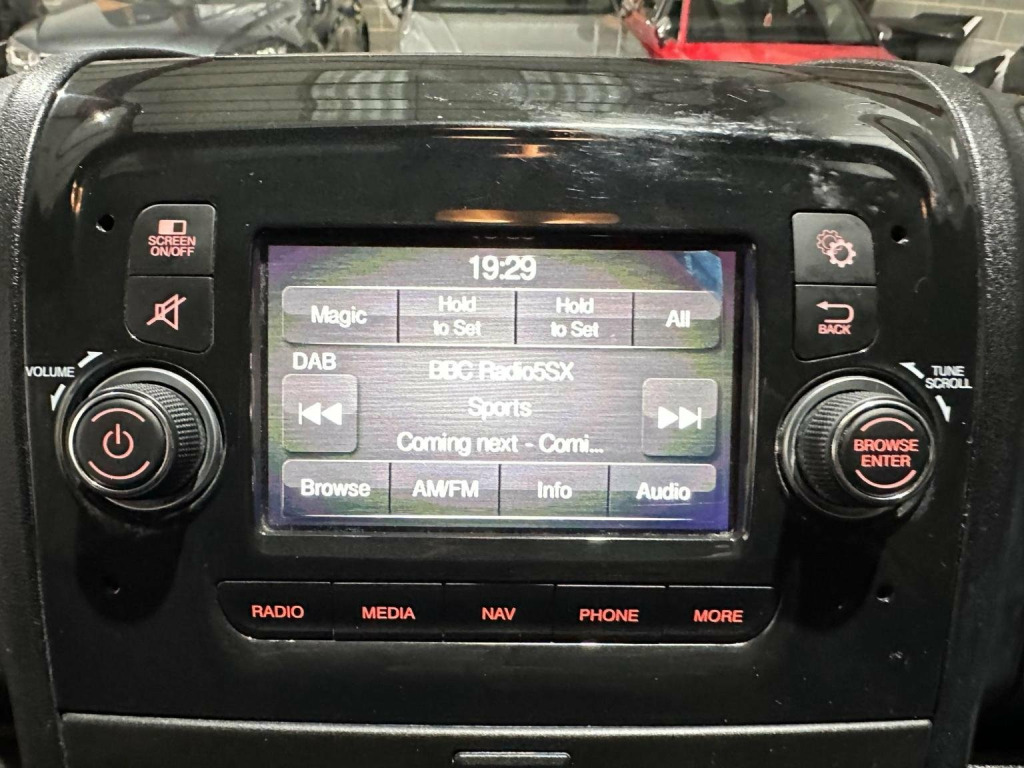 19:29
SCREEN
ON/OFF
Magic
Hold
to Set
Hold
to Set
All
BACK
DAB
BBC Radio5SX
VOLUME
TUNE
SCROLL
Sports
Coming next - Comi...
BROWSE
ENTER
Browse
AM/FM
Info
Audio
RADIO
MEDIA
NAV
PHONE
MORE